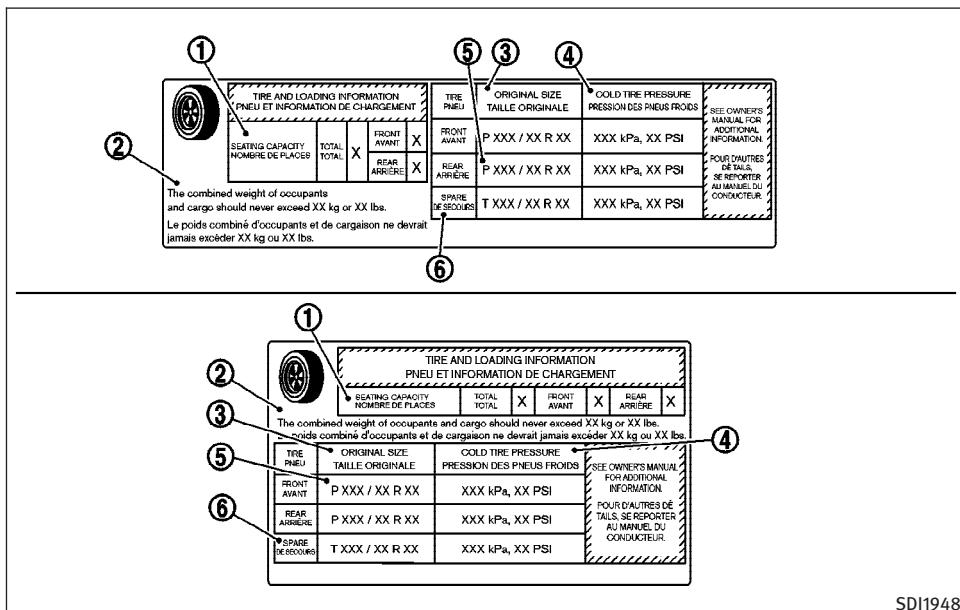 ①
TIRE AND LOADING INFORMATION
PNEU ET INFORMATION DE CHARGEMENT
SEATING CAPACITY
NOMBRE DE PLACES
TOTAL
TOTAL
X
FRONT
AVANT
X
REAR
ARRIÈRE
X
②
The combined weight of occupants
and cargo should never exceed XX kg or XX lbs.
Le poids combiné d'occupants et de cargaison ne devrait
jamais excéder XX kg ou XX lbs.
⑤
③
④
TIRE
PNEU
ORIGINAL SIZE
TAILLE ORIGINALE
COLD TIRE PRESSURE
PRESSION DES PNEUS FROIDS
FRONT
AVANT
P XXX / XX R XX
XXX kPa, XX PSI
REAR
ARRIÈRE
P XXX / XX R XX
XXX kPa, XX PSI
SPARE
DE SECOURS
T XXX / XX R XX
XXX kPa, XX PSI
SEE OWNER'S
MANUAL FOR
ADDITIONAL
INFORMATION.
POUR D'AUTRES
DÉ TAILS,
SE REPORTER
AU MANUEL DU
CONDUCTEUR.
⑥
①
TIRE AND LOADING INFORMATION
PNEU ET INFORMATION DE CHARGEMENT
SEATING CAPACITY
NOMBRE DE PLACES
TOTAL
TOTAL
X
FRONT
AVANT
X
REAR
ARRIÈRE
X
②
The combined weight of occupants and cargo should never exceed XX kg or XX lbs.
Le poids combiné d'occupants et de cargaison ne devrait jamais excéder XX kg ou XX lbs.
③
④
TIRE
PNEU
ORIGINAL SIZE
TAILLE ORIGINALE
COLD TIRE PRESSURE
PRESSION DES PNEUS FROIDS
⑤
FRONT
AVANT
P XXX / XX R XX
XXX kPa, XX PSI
REAR
ARRIÈRE
P XXX / XX R XX
XXX kPa, XX PSI
⑥
SPARE
DE SECOURS
T XXX / XX R XX
XXX kPa, XX PSI
SEE OWNER'S MANUAL
FOR ADDITIONAL
INFORMATION.
POUR D'AUTRES DÉ
TAILS, SE REPORTER
AU MANUEL DU
CONDUCTEUR.
SDI1948